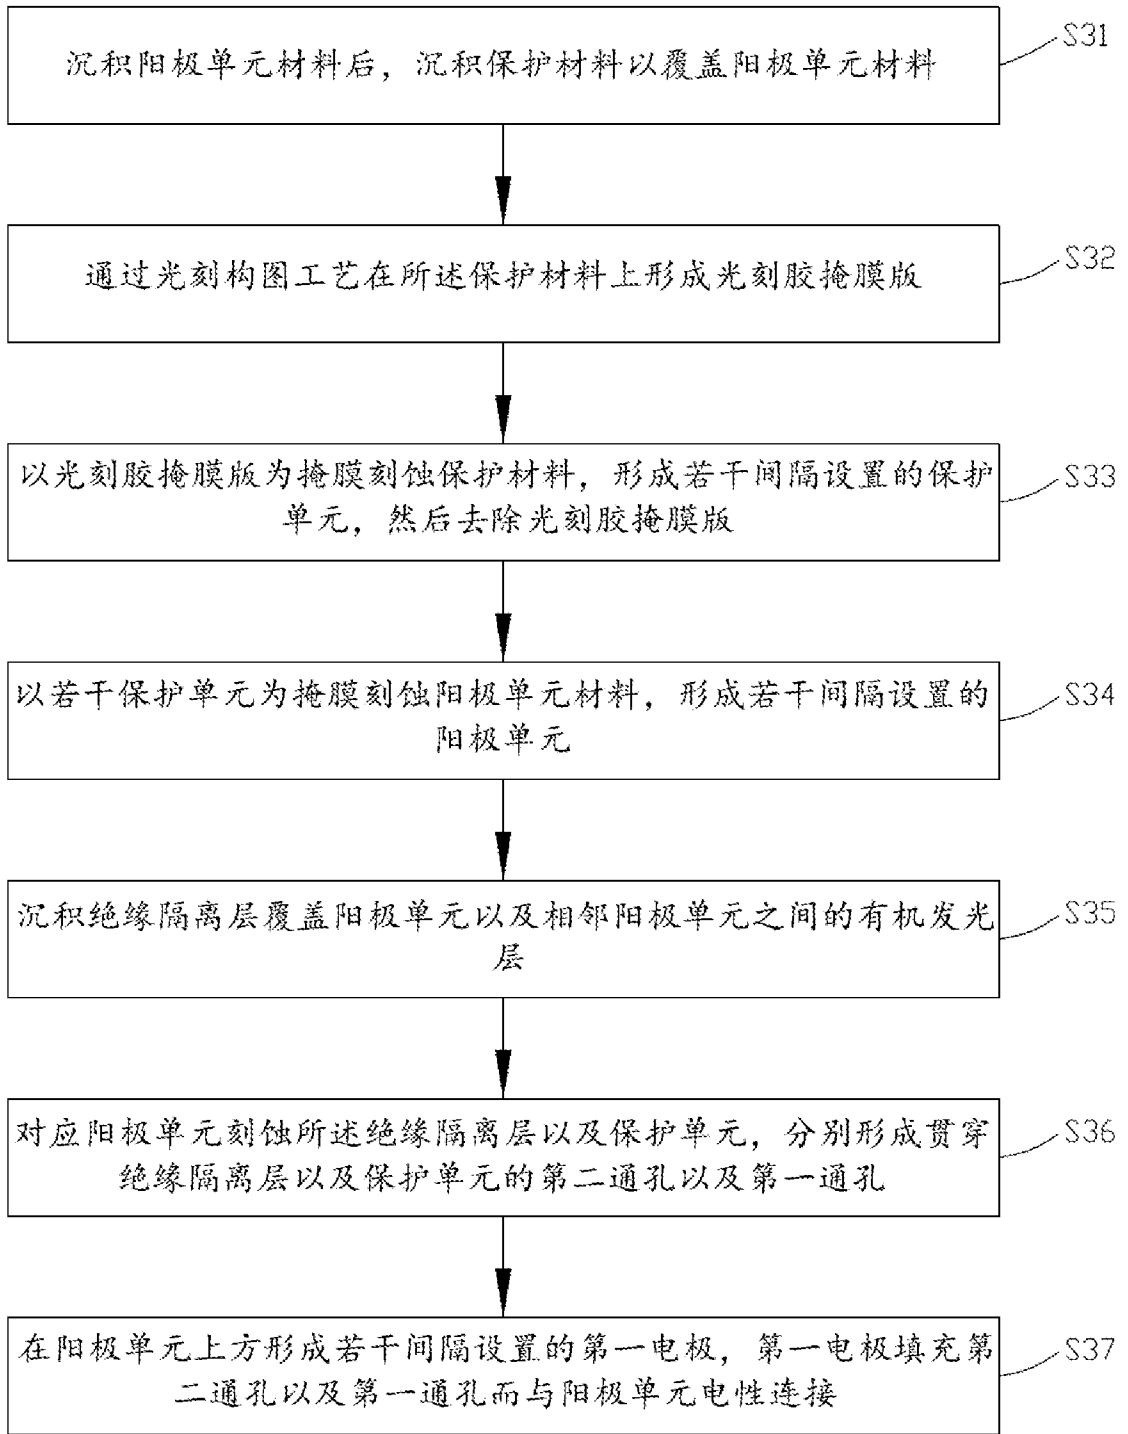 沉积阳极单元材料后，沉积保护材料以覆盖阳极单元材料
S31
通过光刻构图工艺在所述保护材料上形成光刻胶掩膜版
S32
以光刻胶掩膜版为掩膜刻蚀保护材料，形成若干间隔设置的保护
单元，然后去除光刻胶掩膜版
S33
以若干保护单元为掩膜刻蚀阳极单元材料，形成若干间隔设置的
阳极单元
S34
沉积绝缘隔离层覆盖阳极单元以及相邻阳极单元之间的有机发光
层
S35
对应阳极单元刻蚀所述绝缘隔离层以及保护单元，分别形成贯穿
绝缘隔离层以及保护单元的第二通孔以及第一通孔
S36
在阳极单元上方形成若干间隔设置的第一电极，第一电极填充第
二通孔以及第一通孔而与阳极单元电性连接
S37